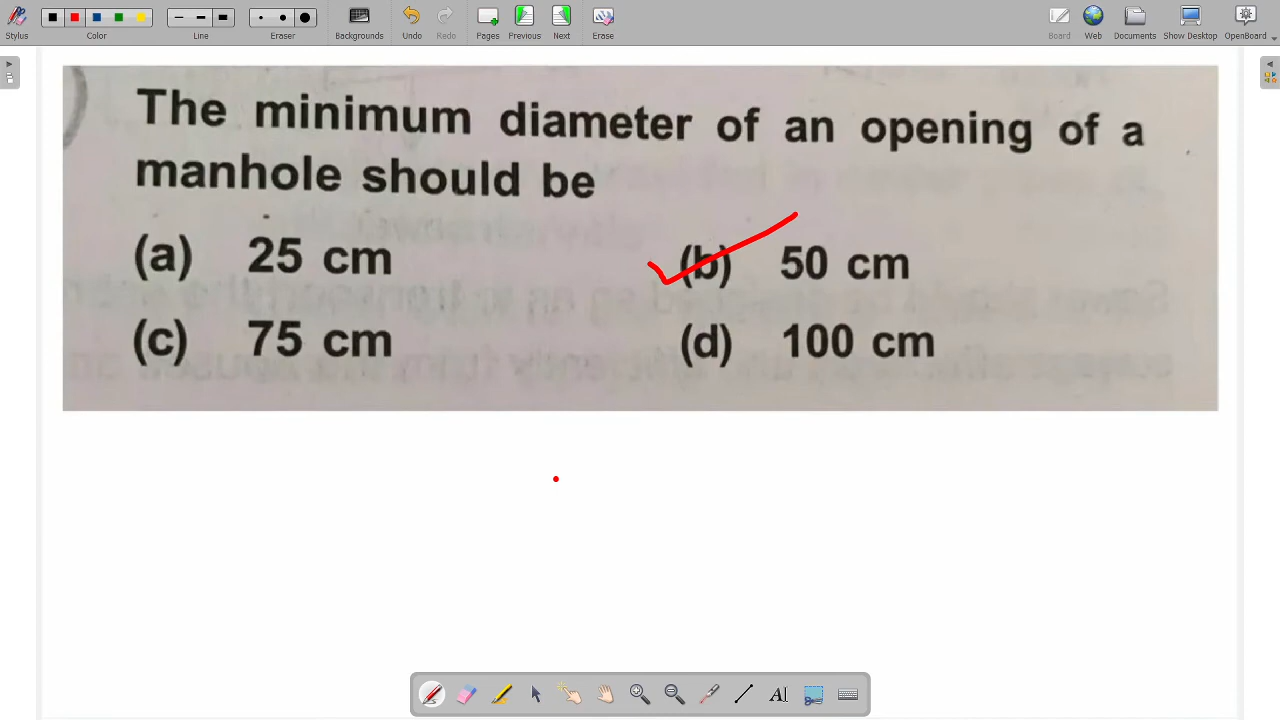 Stylus
Color
Line
Eraser
Backgrounds
Undo
Redo
Pages
Previous
Next
Erase
Board
Web
Documents
Show Desktop
OpenBoard
The minimum diameter of an opening of a
manhole should be
(a) 25 cm
(b) 50 cm
(c) 75 cm
(d) 100 cm
AI